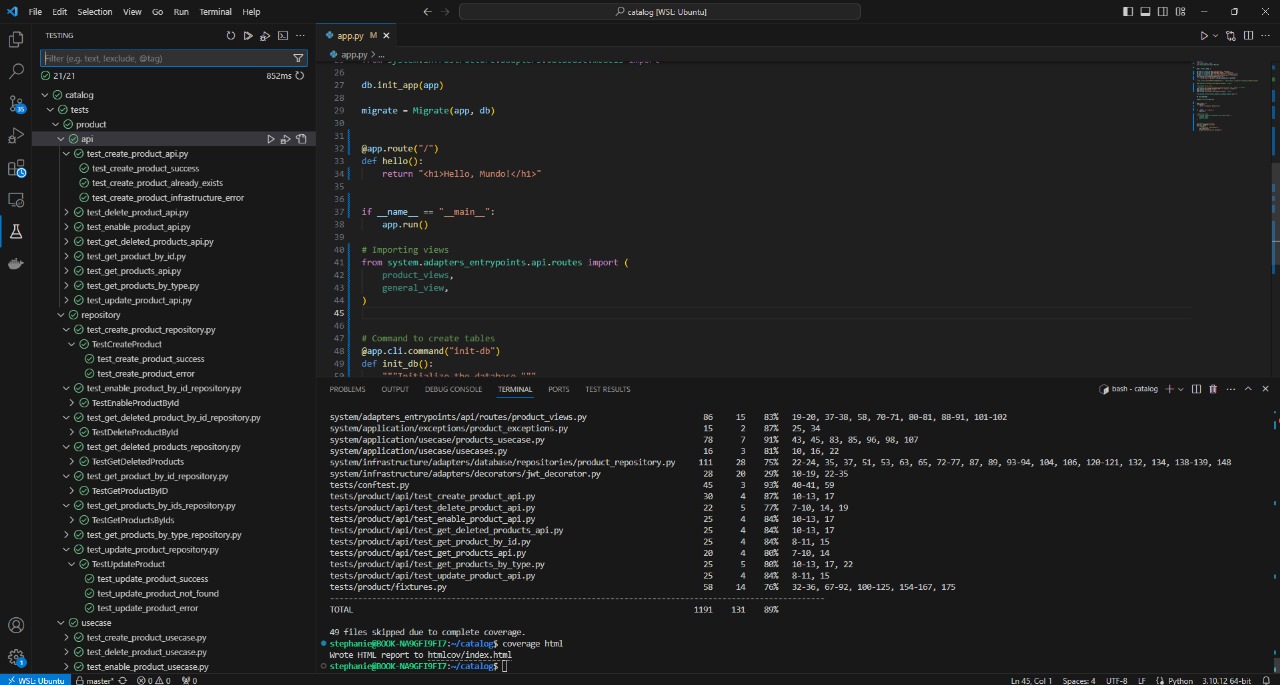 File Edit Selection View Go Run Terminal Help
catalog [WSL: Ubuntu]
TESTING
Filter (e.g. text, !exclude, @tag)
21/21 852ms
catalog
tests
product
api
test_create_product_api.py
test_create_product_success
test_create_product_already_exists
test_create_product_infrastructure_error
test_delete_product_api.py
test_enable_product_api.py
test_get_deleted_products_api.py
test_get_product_by_id.py
test_get_products_api.py
test_get_products_by_type.py
test_update_product_api.py
repository
test_create_product_repository.py
TestCreateProduct
test_create_product_success
test_create_product_error
test_enable_product_by_id_repository.py
TestEnableProductById
test_get_deleted_product_by_id_repository.py
TestDeleteProductById
test_get_deleted_products_repository.py
TestGetDeletedProducts
test_get_product_by_id_repository.py
TestGetProductByID
test_get_products_by_ids_repository.py
TestGetProductsByIds
test_get_products_by_type_repository.py
test_update_product_repository.py
TestUpdateProduct
test_update_product_success
test_update_product_not_found
test_update_product_error
usecase
test_create_product_usecase.py
test_delete_product_usecase.py
test_enable_product_usecase.py
35
1
app.py M
app.py > ...
26
27 db.init_app(app)
28
29 migrate = Migrate(app, db)
30
31
32 @app.route("/")
33 def hello():
34 return "<h1>Hello, Mundo!</h1>"
35
36
37 if __name__ == "__main__":
38 app.run()
39
40 # Importing views
41 from system.adapters_entrypoints.api.routes import (
42 product_views,
43 general_view,
44 )
45
46
47 # Command to create tables
48 @app.cli.command("init-db")
49 def init_db():
50 """Initialize the database."""
PROBLEMS OUTPUT DEBUG CONSOLE TERMINAL PORTS TEST RESULTS
bash - catalog
system/adapters_entrypoints/api/routes/product_views.py 86 15 83% 19-20, 37-38, 58, 70-71, 80-81, 88-91, 101-102
system/application/exceptions/product_exceptions.py 15 2 87% 25, 34
system/application/usecase/products_usecase.py 78 7 91% 43, 45, 83, 85, 96, 98, 107
system/application/usecase/usecases.py 16 3 81% 10, 16, 22
system/infrastructure/adapters/database/repositories/product_repository.py 111 28 75% 22-24, 35, 37, 51, 53, 63, 65, 72-77, 87, 89, 93-94, 104, 106, 120-121, 132, 134, 138-139, 148
system/infrastructure/adapters/decorators/jwt_decorator.py 28 20 29% 10-19, 22-35
tests/conftest.py 45 3 93% 40-41, 59
tests/product/api/test_create_product_api.py 30 4 87% 10-13, 17
tests/product/api/test_delete_product_api.py 22 5 77% 7-10, 14, 19
tests/product/api/test_enable_product_api.py 25 4 84% 10-13, 17
tests/product/api/test_get_deleted_products_api.py 25 4 84% 10-13, 17
tests/product/api/test_get_product_by_id.py 25 4 84% 8-11, 15
tests/product/api/test_get_products_api.py 20 4 80% 7-10, 14
tests/product/api/test_get_products_by_type.py 25 5 80% 10-13, 17, 22
tests/product/api/test_update_product_api.py 25 4 84% 8-11, 15
tests/product/fixtures.py 58 14 76% 32-36, 67-92, 100-125, 154-167, 175
TOTAL 1191 131 89%
49 files skipped due to complete coverage.
stephanie@BOOK-NA9GFI9FI7:~/catalog$ coverage html
Wrote HTML report to htmlcov/index.html
stephanie@BOOK-NA9GFI9FI7:~/catalog$
WSL: Ubuntu master* 0 0 0 Ln 45, Col 1 Spaces: 4 UTF-8 LF Python 3.10.12 64-bit